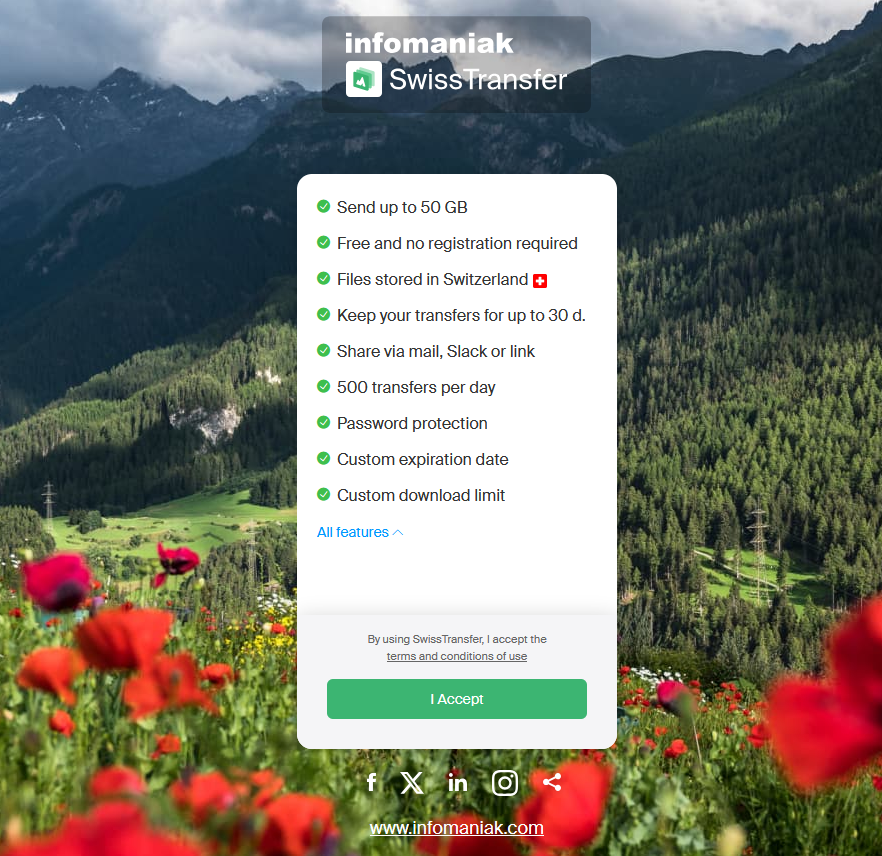 infomaniak
SwissTransfer
Send up to 50 GB
Free and no registration required
Files stored in Switzerland
Keep your transfers for up to 30 d.
Share via mail, Slack or link
500 transfers per day
Password protection
Custom expiration date
Custom download limit
All features
By using SwissTransfer, I accept the
terms and conditions of use
I Accept
www.infomaniak.com